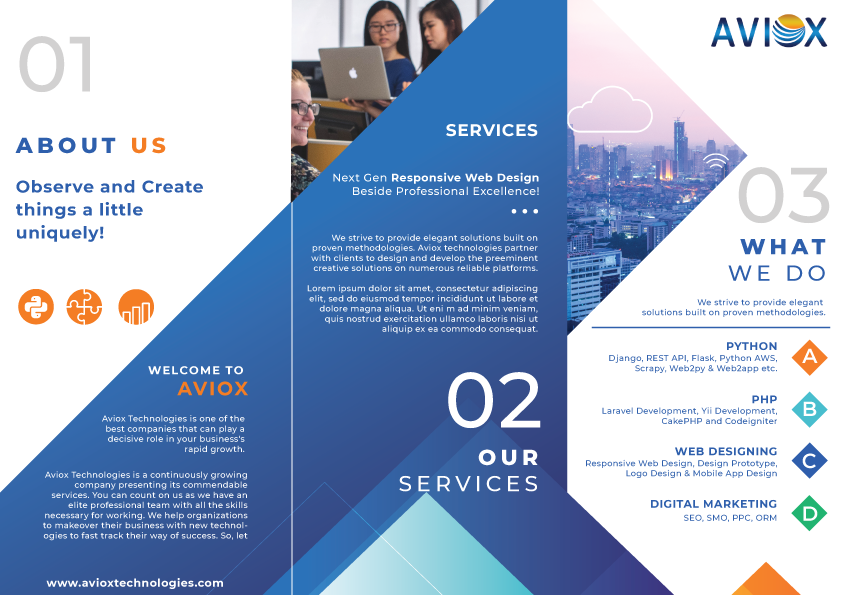 01
ABOUT US
Observe and Create
things a little
uniquely!
WELCOME TO
AVIOX
Aviox Technologies is one of the
best companies that can play a
decisive role in your business's
rapid growth.
Aviox Technologies is a continuously growing
company presenting its commendable
services. You can count on us as we have an
elite professional team with all the skills
necessary for working. We help organizations
to makeover their business with new technol-
ogies to fast track their way of success. So, let
www.avioxtechnologies.com
SERVICES
Next Gen Responsive Web Design
Beside Professional Excellence!
We strive to provide elegant solutions built on
proven methodologies. Aviox technologies partner
with clients to design and develop the preeminent
creative solutions on numerous reliable platforms.
Lorem ipsum dolor sit amet, consectetur adipiscing
elit, sed do eiusmod tempor incididunt ut labore et
dolore magna aliqua. Ut eni m ad minim veniam,
quis nostrud exercitation ullamco laboris nisi ut
aliquip ex ea commodo consequat.
02
OUR
SERVICES
AVIOX
03
WHAT
WE DO
We strive to provide elegant
solutions built on proven methodologies.
PYTHON
Django, REST API, Flask, Python AWS,
Scrapy, Web2py & Web2app etc.
A
PHP
Laravel Development, Yii Development,
CakePHP and Codeigniter
B
WEB DESIGNING
Responsive Web Design, Design Prototype,
Logo Design & Mobile App Design
C
DIGITAL MARKETING
SEO, SMO, PPC, ORM
D